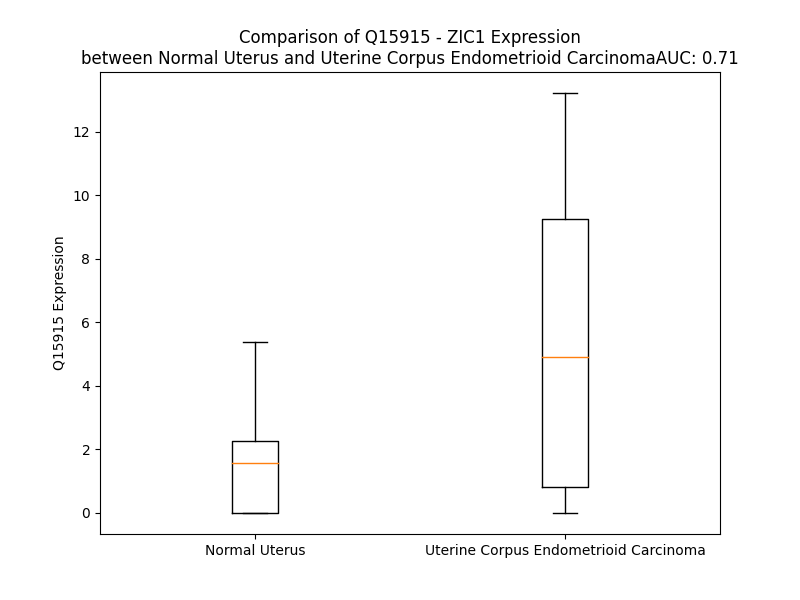 Comparison of Q15915 - ZIC1 Expression
between Normal Uterus and Uterine Corpus Endometrioid CarcinomaAUC: 0.71
12
10
8
6
4
2
0
Q15915 Expression
Normal Uterus
Uterine Corpus Endometrioid Carcinoma